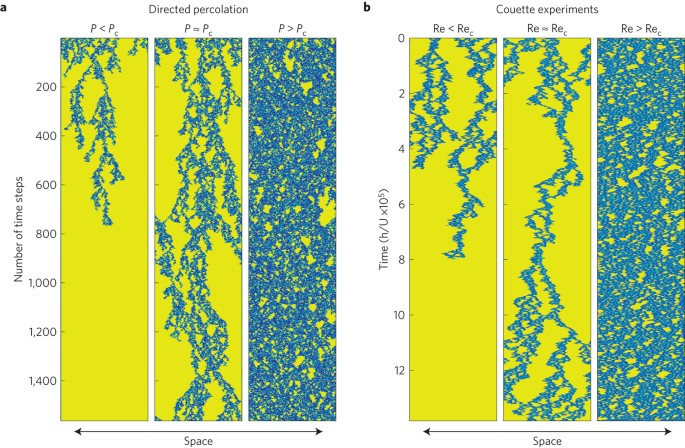 a Directed percolation
P < Pc P ≈ Pc P > Pc
200
400
600
800
1,000
1,200
1,400
Number of time steps
Space
b Couette experiments
Re < Rec Re ≈ Rec Re > Rec
0
2
4
6
8
10
12
Time (h/U ×10⁵)
Space